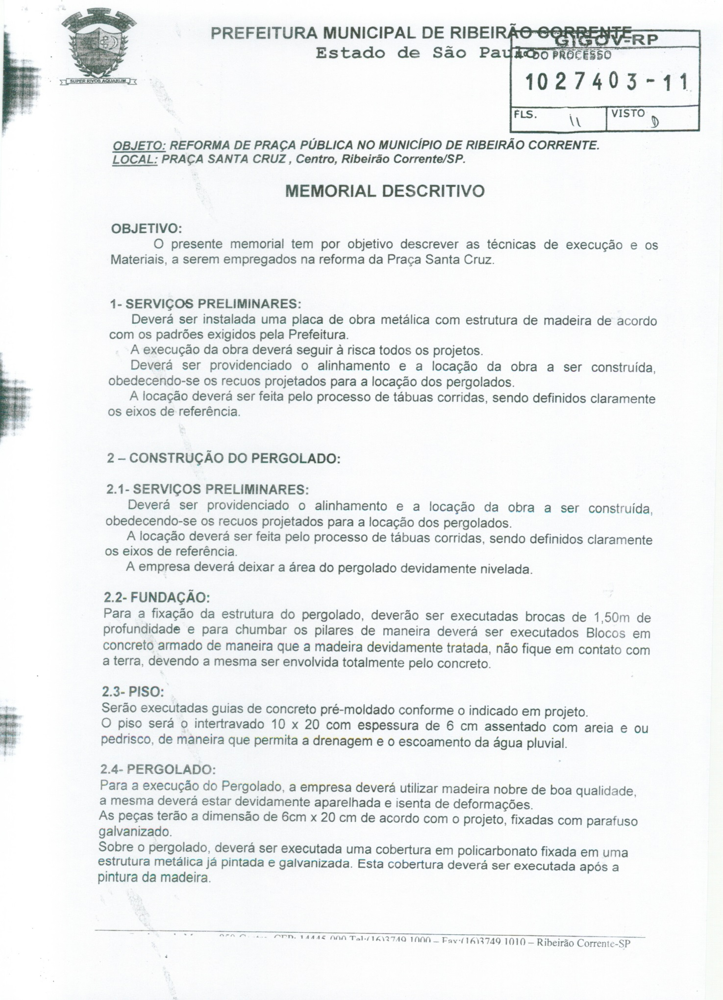 SUPER RIVOS AQUARUM
PREFEITURA MUNICIPAL DE RIBEIRÃO CORRENTE
Estado de São Paulo
GIGOV-RP
Nº DO PROCESSO
1027403-11
FLS. 11
VISTO
OBJETO: REFORMA DE PRAÇA PÚBLICA NO MUNICÍPIO DE RIBEIRÃO CORRENTE.
LOCAL: PRAÇA SANTA CRUZ , Centro, Ribeirão Corrente/SP.
MEMORIAL DESCRITIVO
OBJETIVO:
O presente memorial tem por objetivo descrever as técnicas de execução e os
Materiais, a serem empregados na reforma da Praça Santa Cruz.
1- SERVIÇOS PRELIMINARES:
Deverá ser instalada uma placa de obra metálica com estrutura de madeira de acordo
com os padrões exigidos pela Prefeitura.
A execução da obra deverá seguir à risca todos os projetos.
Deverá ser providenciado o alinhamento e a locação da obra a ser construída,
obedecendo-se os recuos projetados para a locação dos pergolados.
A locação deverá ser feita pelo processo de tábuas corridas, sendo definidos claramente
os eixos de referência.
2 – CONSTRUÇÃO DO PERGOLADO:
2.1- SERVIÇOS PRELIMINARES:
Deverá ser providenciado o alinhamento e a locação da obra a ser construída,
obedecendo-se os recuos projetados para a locação dos pergolados.
A locação deverá ser feita pelo processo de tábuas corridas, sendo definidos claramente
os eixos de referência.
A empresa deverá deixar a área do pergolado devidamente nivelada.
2.2- FUNDAÇÃO:
Para a fixação da estrutura do pergolado, deverão ser executadas brocas de 1,50m de
profundidade e para chumbar os pilares de maneira deverá ser executados Blocos em
concreto armado de maneira que a madeira devidamente tratada, não fique em contato com
a terra, devendo a mesma ser envolvida totalmente pelo concreto.
2.3- PISO:
Serão executadas guias de concreto pré-moldado conforme o indicado em projeto.
O piso será o intertravado 10 x 20 com espessura de 6 cm assentado com areia e ou
pedrisco, de maneira que permita a drenagem e o escoamento da água pluvial.
2.4- PERGOLADO:
Para a execução do Pergolado, a empresa deverá utilizar madeira nobre de boa qualidade,
a mesma deverá estar devidamente aparelhada e isenta de deformações.
As peças terão a dimensão de 6cm x 20 cm de acordo com o projeto, fixadas com parafuso
galvanizado.
Sobre o pergolado, deverá ser executada uma cobertura em policarbonato fixada em uma
estrutura metálica já pintada e galvanizada. Esta cobertura deverá ser executada após a
pintura da madeira.
CEP: 14445 000 Tel:(16)3749 1000 – Fax:(16)3749 1010 – Ribeirão Corrente-SP